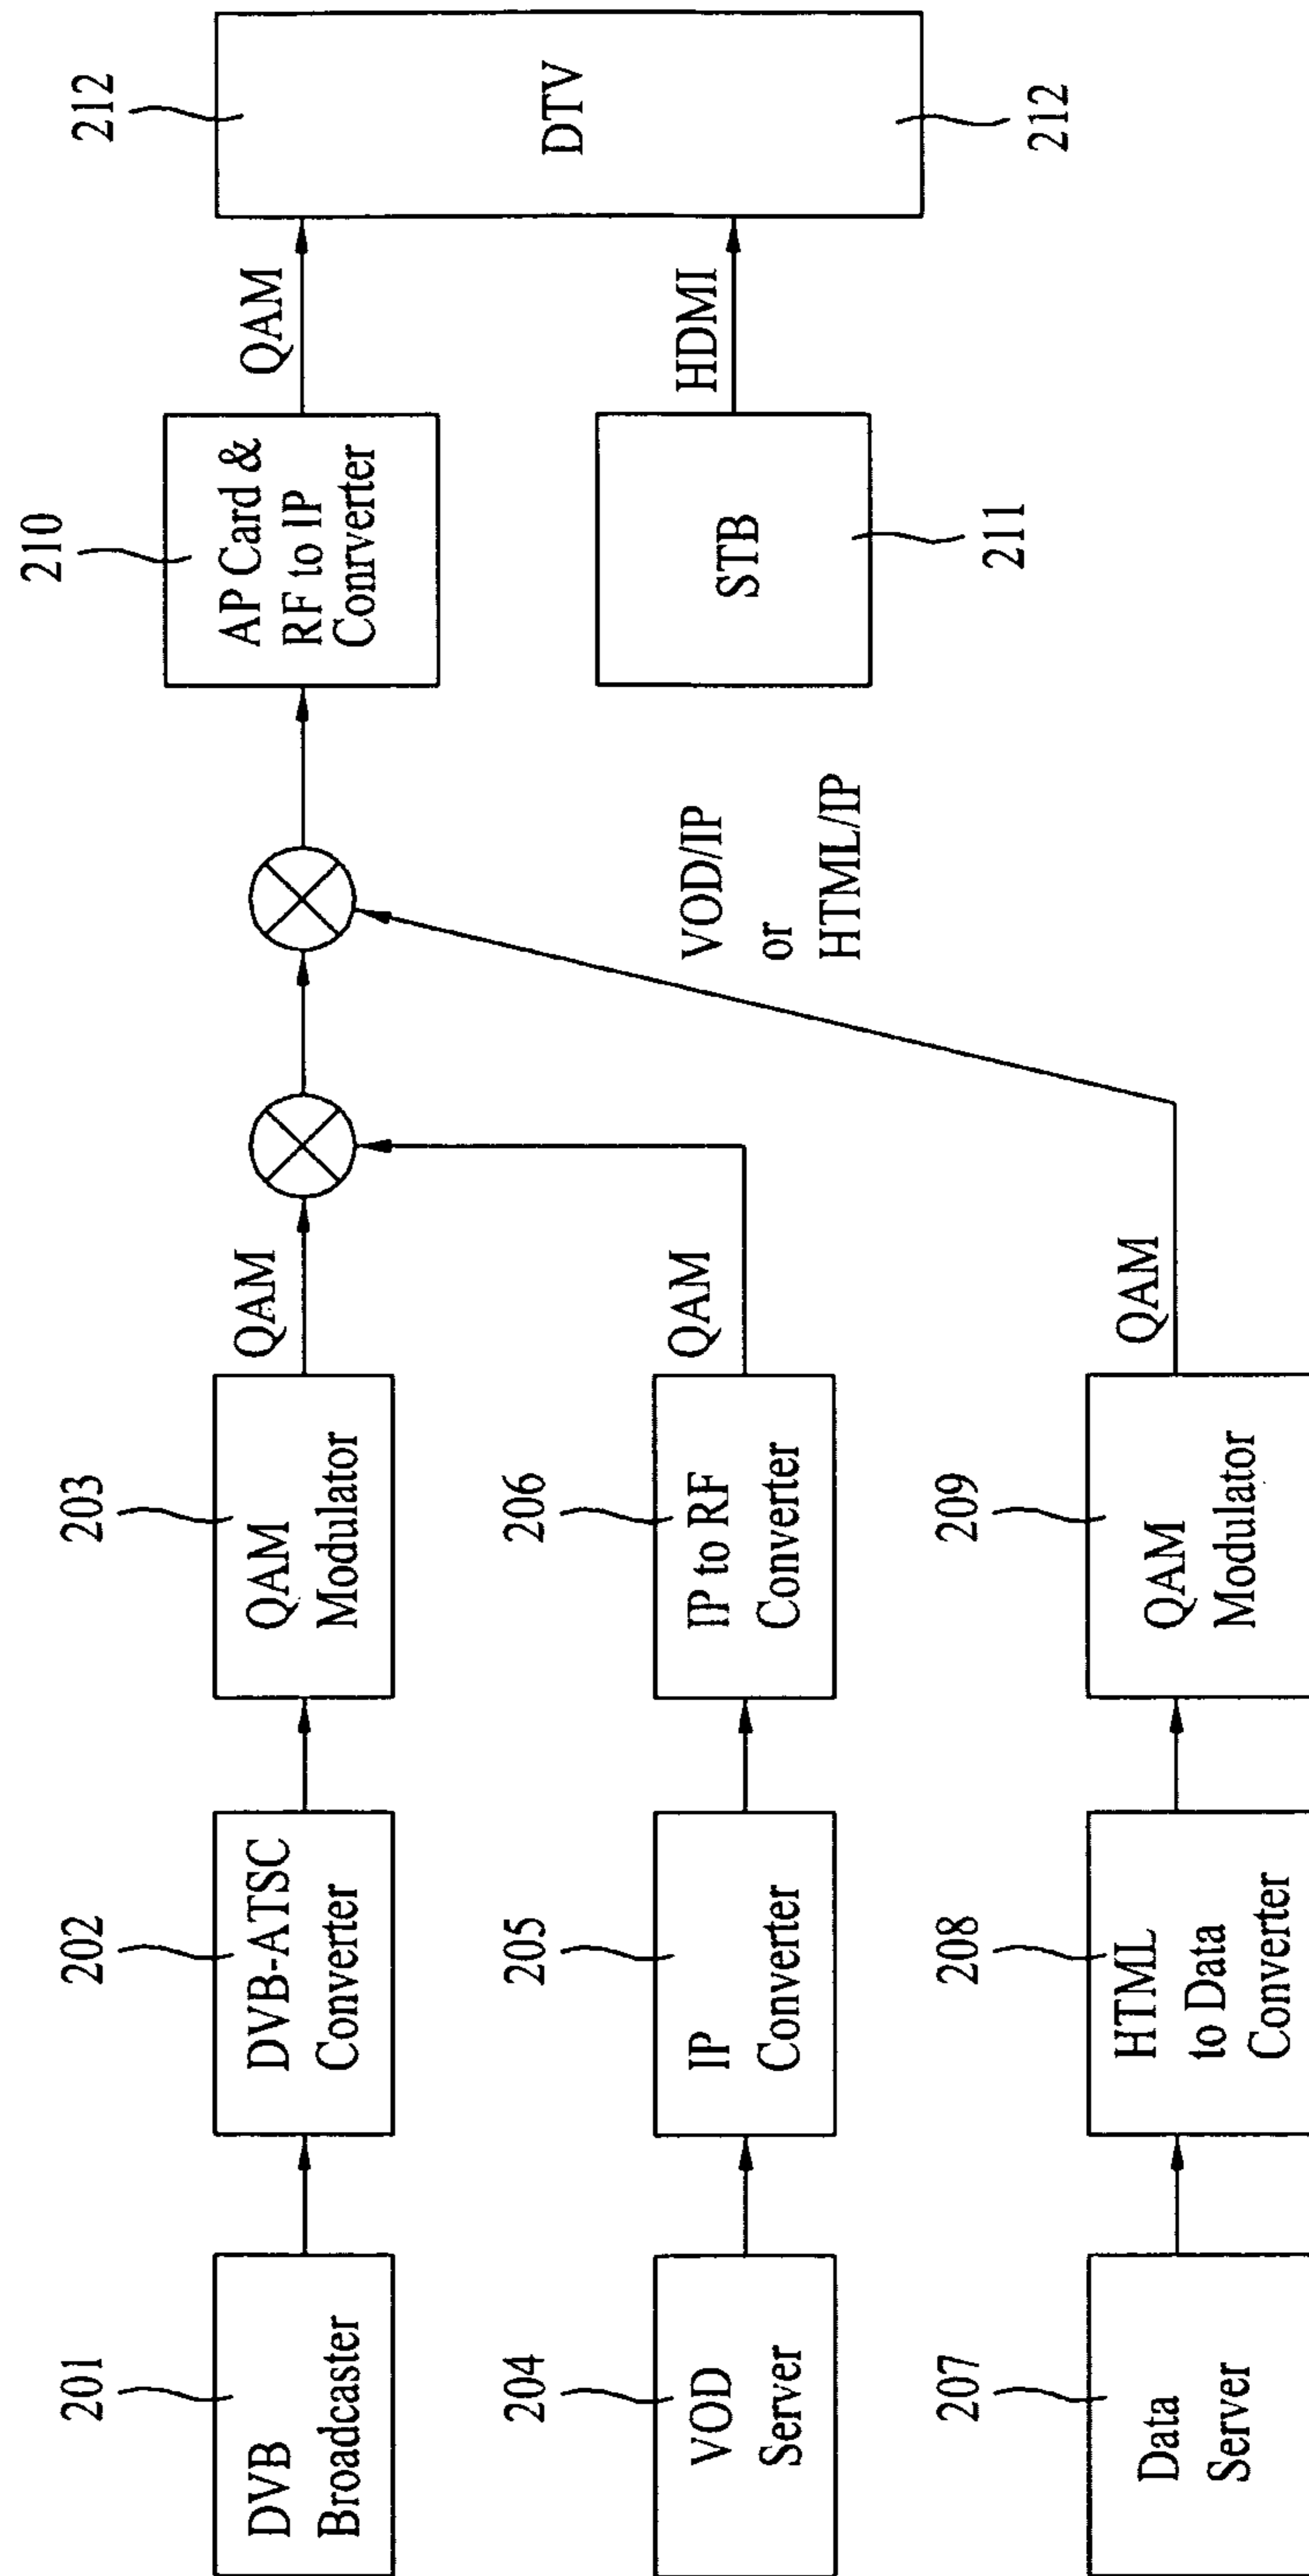 201
DVB
Broadcaster
202
DVB-ATSC
Converter
203
QAM
Modulator
QAM
210
AP Card &
RF to IP
Conrverter
QAM
212
DTV
212
204
VOD
Server
205
IP
Converter
206
IP to RF
Converter
QAM
VOD/IP
or
HTML/IP
STB
211
HDMI
207
Data
Server
208
HTML
to Data
Converter
209
QAM
Modulator
QAM